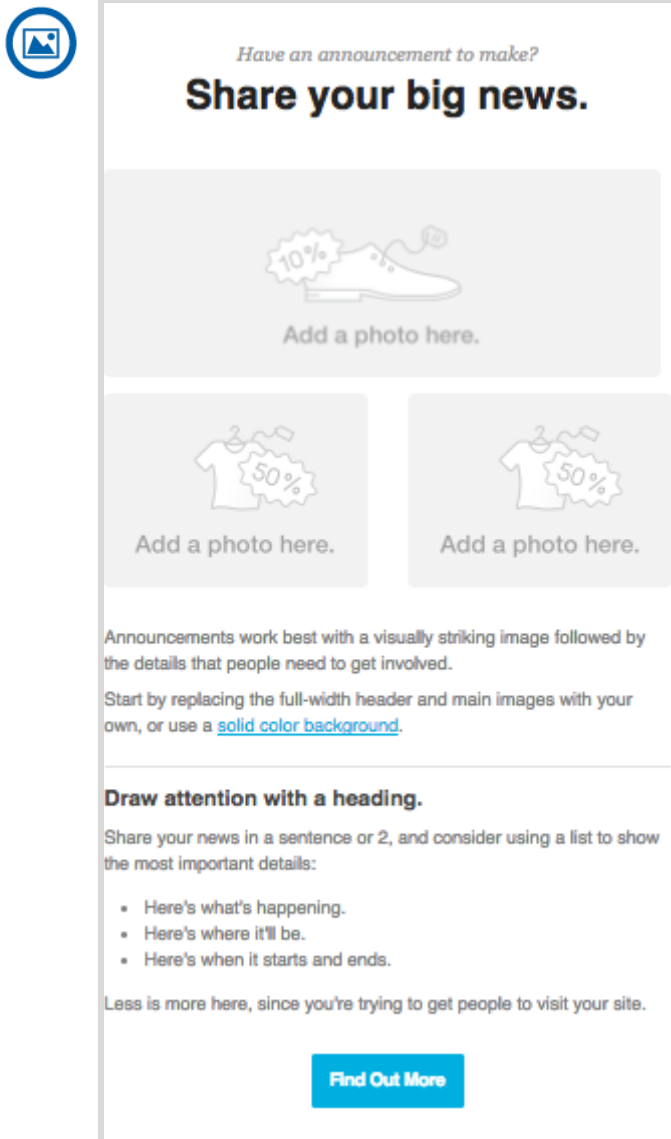 Have an announcement to make?
Share your big news.
10%
Add a photo here.
50%
50%
Add a photo here.
Add a photo here.
Announcements work best with a visually striking image followed by
the details that people need to get involved.
Start by replacing the full-width header and main images with your
own, or use a solid color background.
Draw attention with a heading.
Share your news in a sentence or 2, and consider using a list to show
the most important details:
• Here's what's happening.
• Here's where it'll be.
• Here's when it starts and ends.
Less is more here, since you're trying to get people to visit your site.
Find Out More